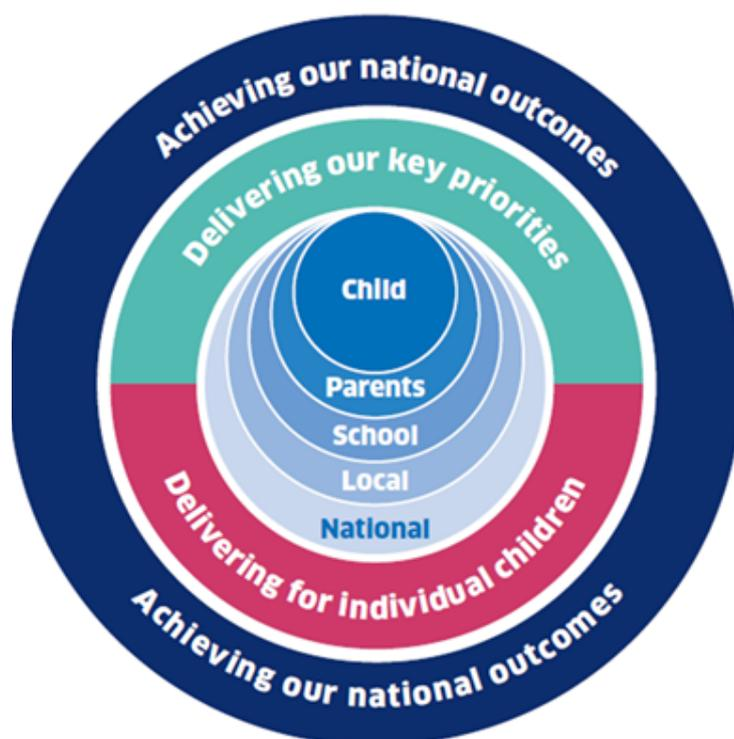 Achieving our national outcomes
Delivering our key priorities
Child
Parents
School
Local
National
Delivering for individual children
Achieving our national outcomes